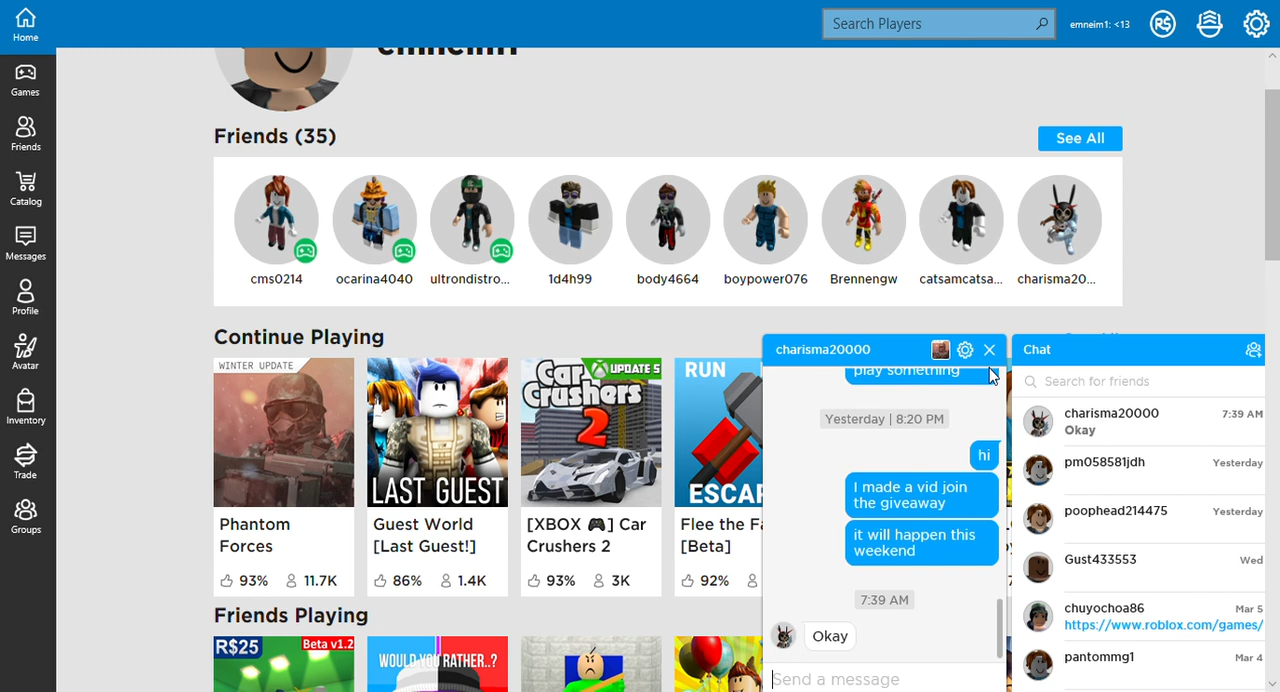 Home
Search Players
emneim1: <13
R$
emneim1
Games
Friends
Catalog
Messages
Profile
Avatar
Inventory
Trade
Groups
Friends (35)
See All
cms0214
ocarina4040
ultrondistro...
1d4h99
body4664
boypower076
Brennengw
catsamcatsa...
charisma20...
Continue Playing
WINTER UPDATE
Phantom
Forces
93%
11.7K
LAST GUEST
Guest World
[Last Guest!]
86%
1.4K
Car
Crushers
2
UPDATE 5
[XBOX 🎮] Car
Crushers 2
93%
3K
RUN
ESCAP
Flee the Fa
[Beta]
92%
Friends Playing
R$25
Beta v1.2
WOULD YOU RATHER..?
charisma20000
play something
Yesterday | 8:20 PM
hi
I made a vid join
the giveaway
it will happen this
weekend
7:39 AM
Okay
Send a message
Chat
Search for friends
charisma20000
7:39 AM
Okay
pm058581jdh
Yesterday
poophead214475
Yesterday
Gust433553
Wed
chuyochoa86
Mar 5
https://www.roblox.com/games/
pantommg1
Mar 4